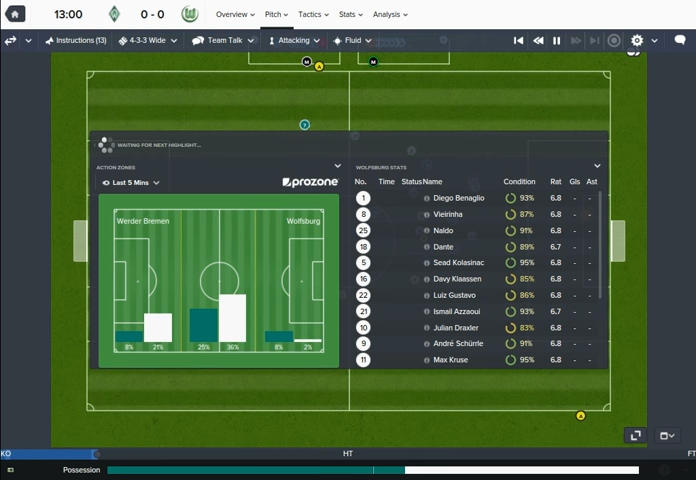 13:00 0 - 0 Overview Pitch Tactics Stats Analysis
Instructions (13) 4-3-3 Wide Team Talk Attacking Fluid
M M
WAITING FOR NEXT HIGHLIGHT...
ACTION ZONES
Last 5 Mins prozone
Werder Bremen Wolfsburg
8% 21% 25% 36% 8% 2%
WOLFSBURG STATS
No. Time Status Name Condition Rat Gls Ast
1 Diego Benaglio 93% 6.8 - -
8 Vieirinha 87% 6.8 - -
25 Naldo 91% 6.8 - -
18 Dante 89% 6.7 - -
5 Sead Kolasinac 95% 6.8 - -
16 Davy Klaassen 85% 6.8 - -
22 Luiz Gustavo 86% 6.8 - -
21 Ismail Azzaoui 93% 6.7 - -
10 Julian Draxler 83% 6.8 - -
9 André Schürrle 91% 6.8 - -
11 Max Kruse 95% 6.8 - -
KO HT FT
Possession